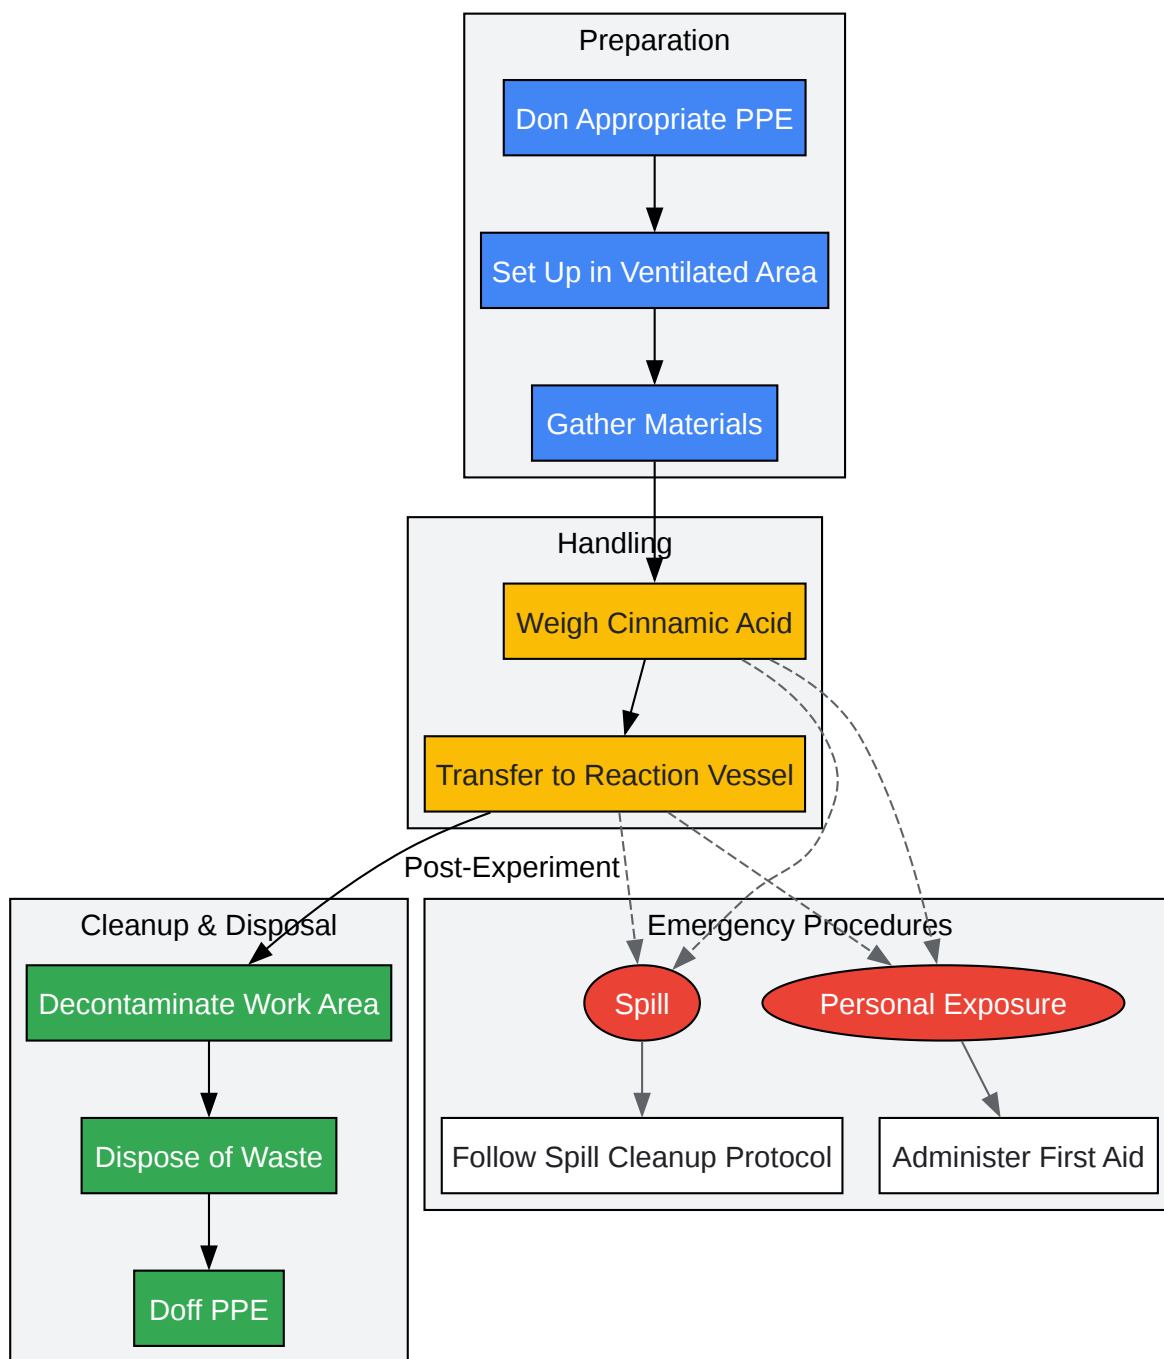 Preparation
Don Appropriate PPE
Set Up in Ventilated Area
Gather Materials
Handling
Weigh Cinnamic Acid
Transfer to Reaction Vessel
Post-Experiment
Cleanup & Disposal
Decontaminate Work Area
Dispose of Waste
Doff PPE
Emergency Procedures
Spill
Personal Exposure
Follow Spill Cleanup Protocol
Administer First Aid